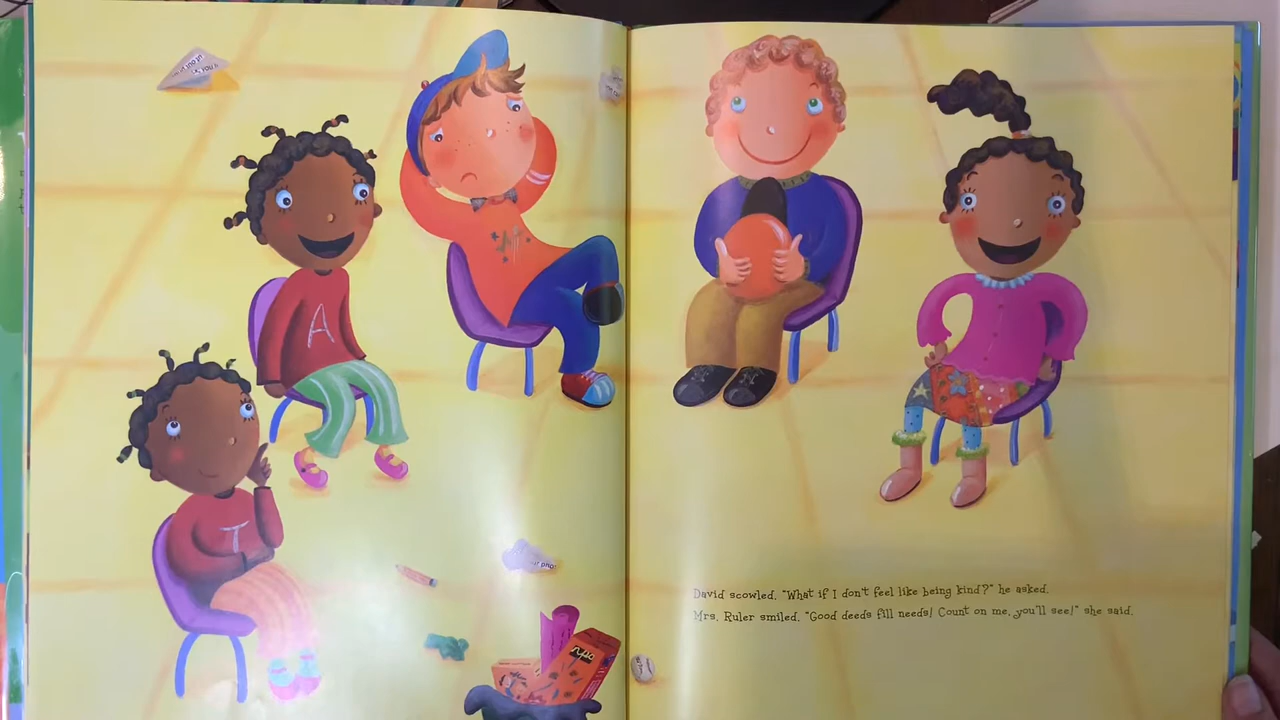 A
T
David scowled. "What if I don't feel like being kind?" he asked.
Mrs. Ruler smiled. "Good deeds fill needs! Count on me, you'll see!" she said.